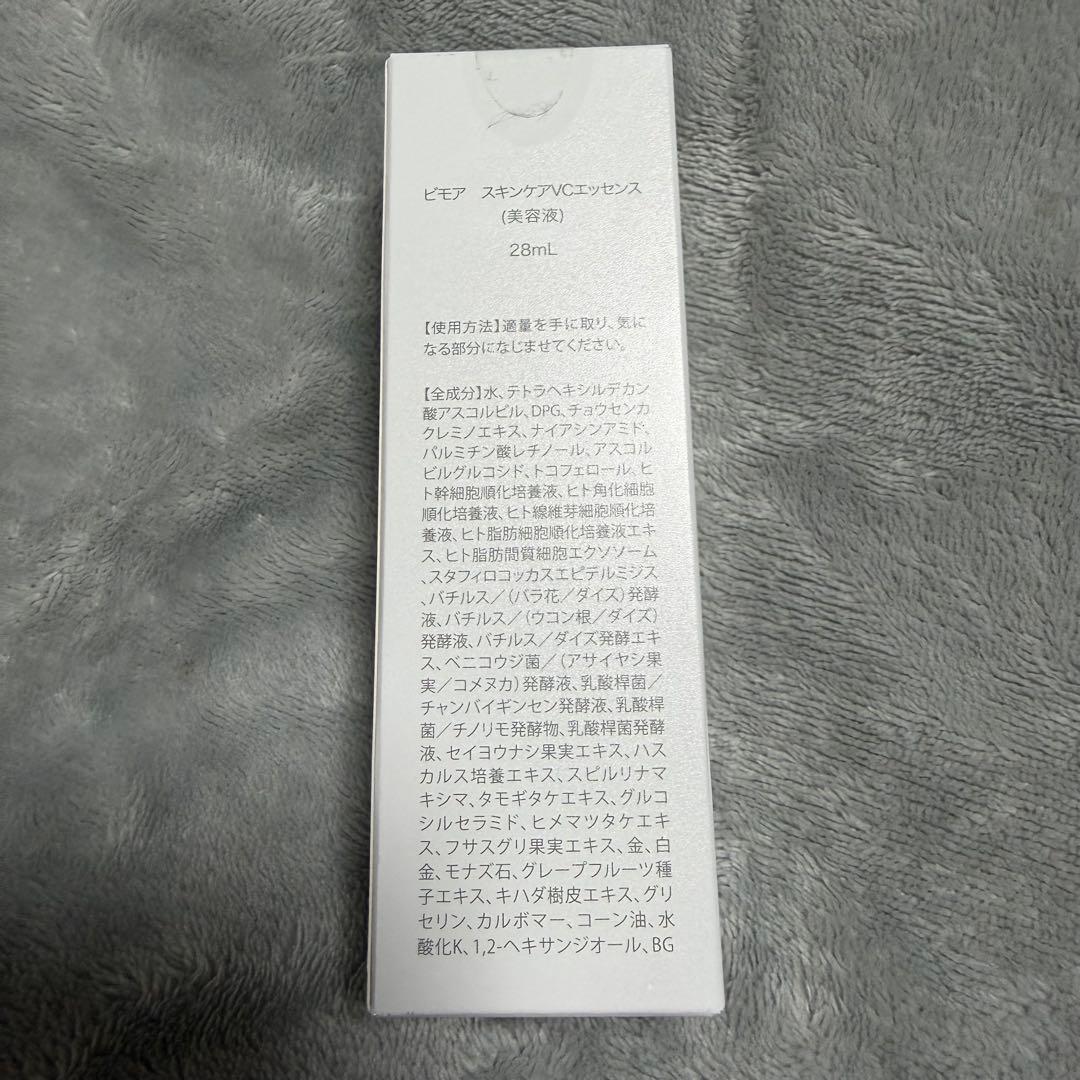 ビモア　スキンケアVCエッセンス
(美容液)
28mL
【使用方法】適量を手に取り、気に
なる部分になじませてください。
【全成分】水、テトラヘキシルデカン
酸アスコルビル、DPG、チョウセンカ
クレミノエキス、ナイアシンアミド、
パルミチン酸レチノール、アスコル
ビルグルコシド、トコフェロール、ヒ
ト幹細胞順化培養液、ヒト角化細胞
順化培養液、ヒト線維芽細胞順化培
養液、ヒト脂肪細胞順化培養液エキ
ス、ヒト脂肪間質細胞エクソソーム
、スタフィロコッカスエピデルミジス
、バチルス／（バラ花／ダイズ）発酵
液、バチルス／（ウコン根／ダイズ）
発酵液、バチルス／ダイズ発酵エキ
ス、ベニコウジ菌／（アサイヤシ果
実／コメヌカ）発酵液、乳酸桿菌／
チャンバイギンセン発酵液、乳酸桿
菌／チノリモ発酵物、乳酸桿菌発酵
液、セイヨウナシ果実エキス、ハス
カルス培養エキス、スピルリナマ
キシマ、タモギタケエキス、グルコ
シルセラミド、ヒメマツタケエキ
ス、フサスグリ果実エキス、金、白
金、モナズ石、グレープフルーツ種
子エキス、キハダ樹皮エキス、グリ
セリン、カルボマー、コーン油、水
酸化K、1,2-ヘキサンジオール、BG